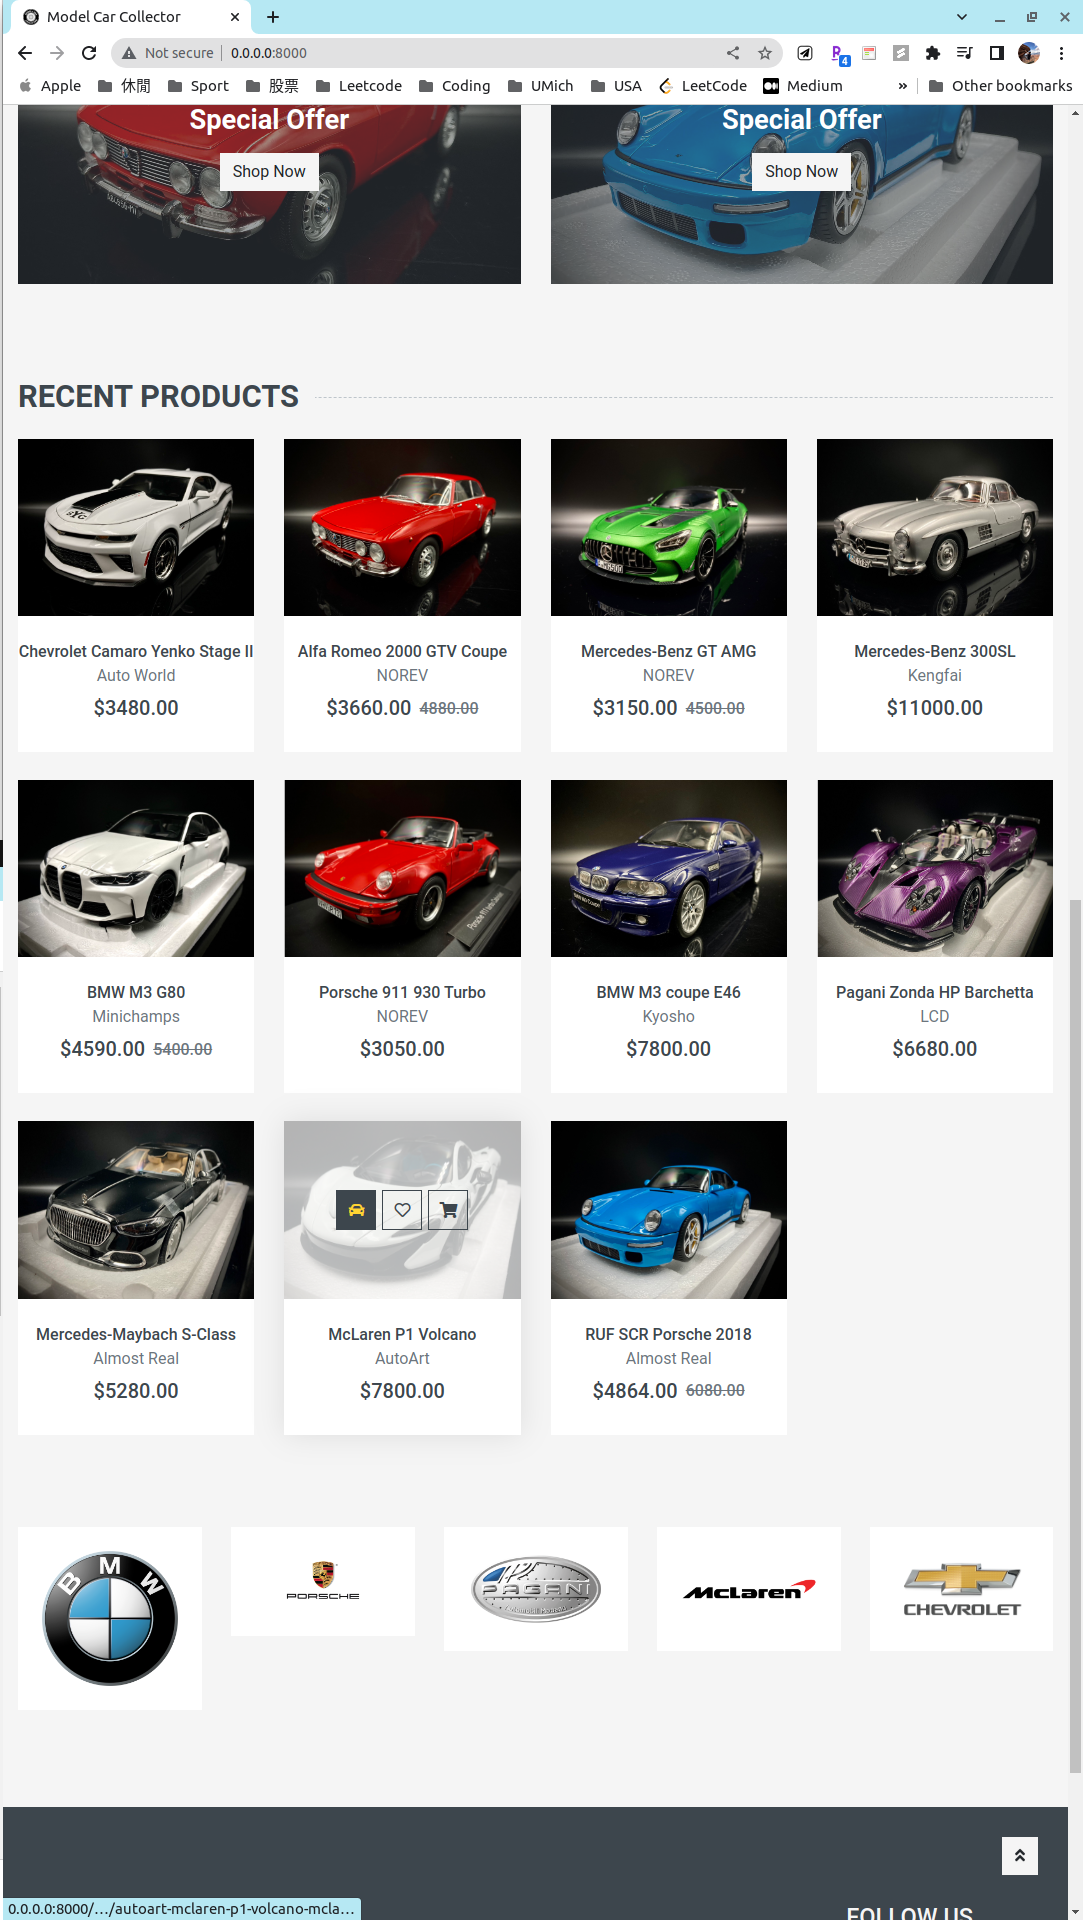 Model Car Collector
Not secure 0.0.0.0:8000
4
Apple 休閒 Sport 股票 Leetcode Coding UMich USA LeetCode Medium » Other bookmarks
Special Offer Special Offer
Shop Now Shop Now
RECENT PRODUCTS
Chevrolet Camaro Yenko Stage II Alfa Romeo 2000 GTV Coupe Mercedes-Benz GT AMG Mercedes-Benz 300SL
Auto World NOREV NOREV Kengfai
$3480.00 $3660.00 4880.00 $3150.00 4500.00 $11000.00
BMW M3 G80 Porsche 911 930 Turbo BMW M3 coupe E46 Pagani Zonda HP Barchetta
Minichamps NOREV Kyosho LCD
$4590.00 5400.00 $3050.00 $7800.00 $6680.00
Mercedes-Maybach S-Class McLaren P1 Volcano RUF SCR Porsche 2018
Almost Real AutoArt Almost Real
$5280.00 $7800.00 $4864.00 6080.00
BMW PORSCHE PAGANI McLaren CHEVROLET
FOLLOW US
0.0.0.0:8000/…/autoart-mclaren-p1-volcano-mcla…